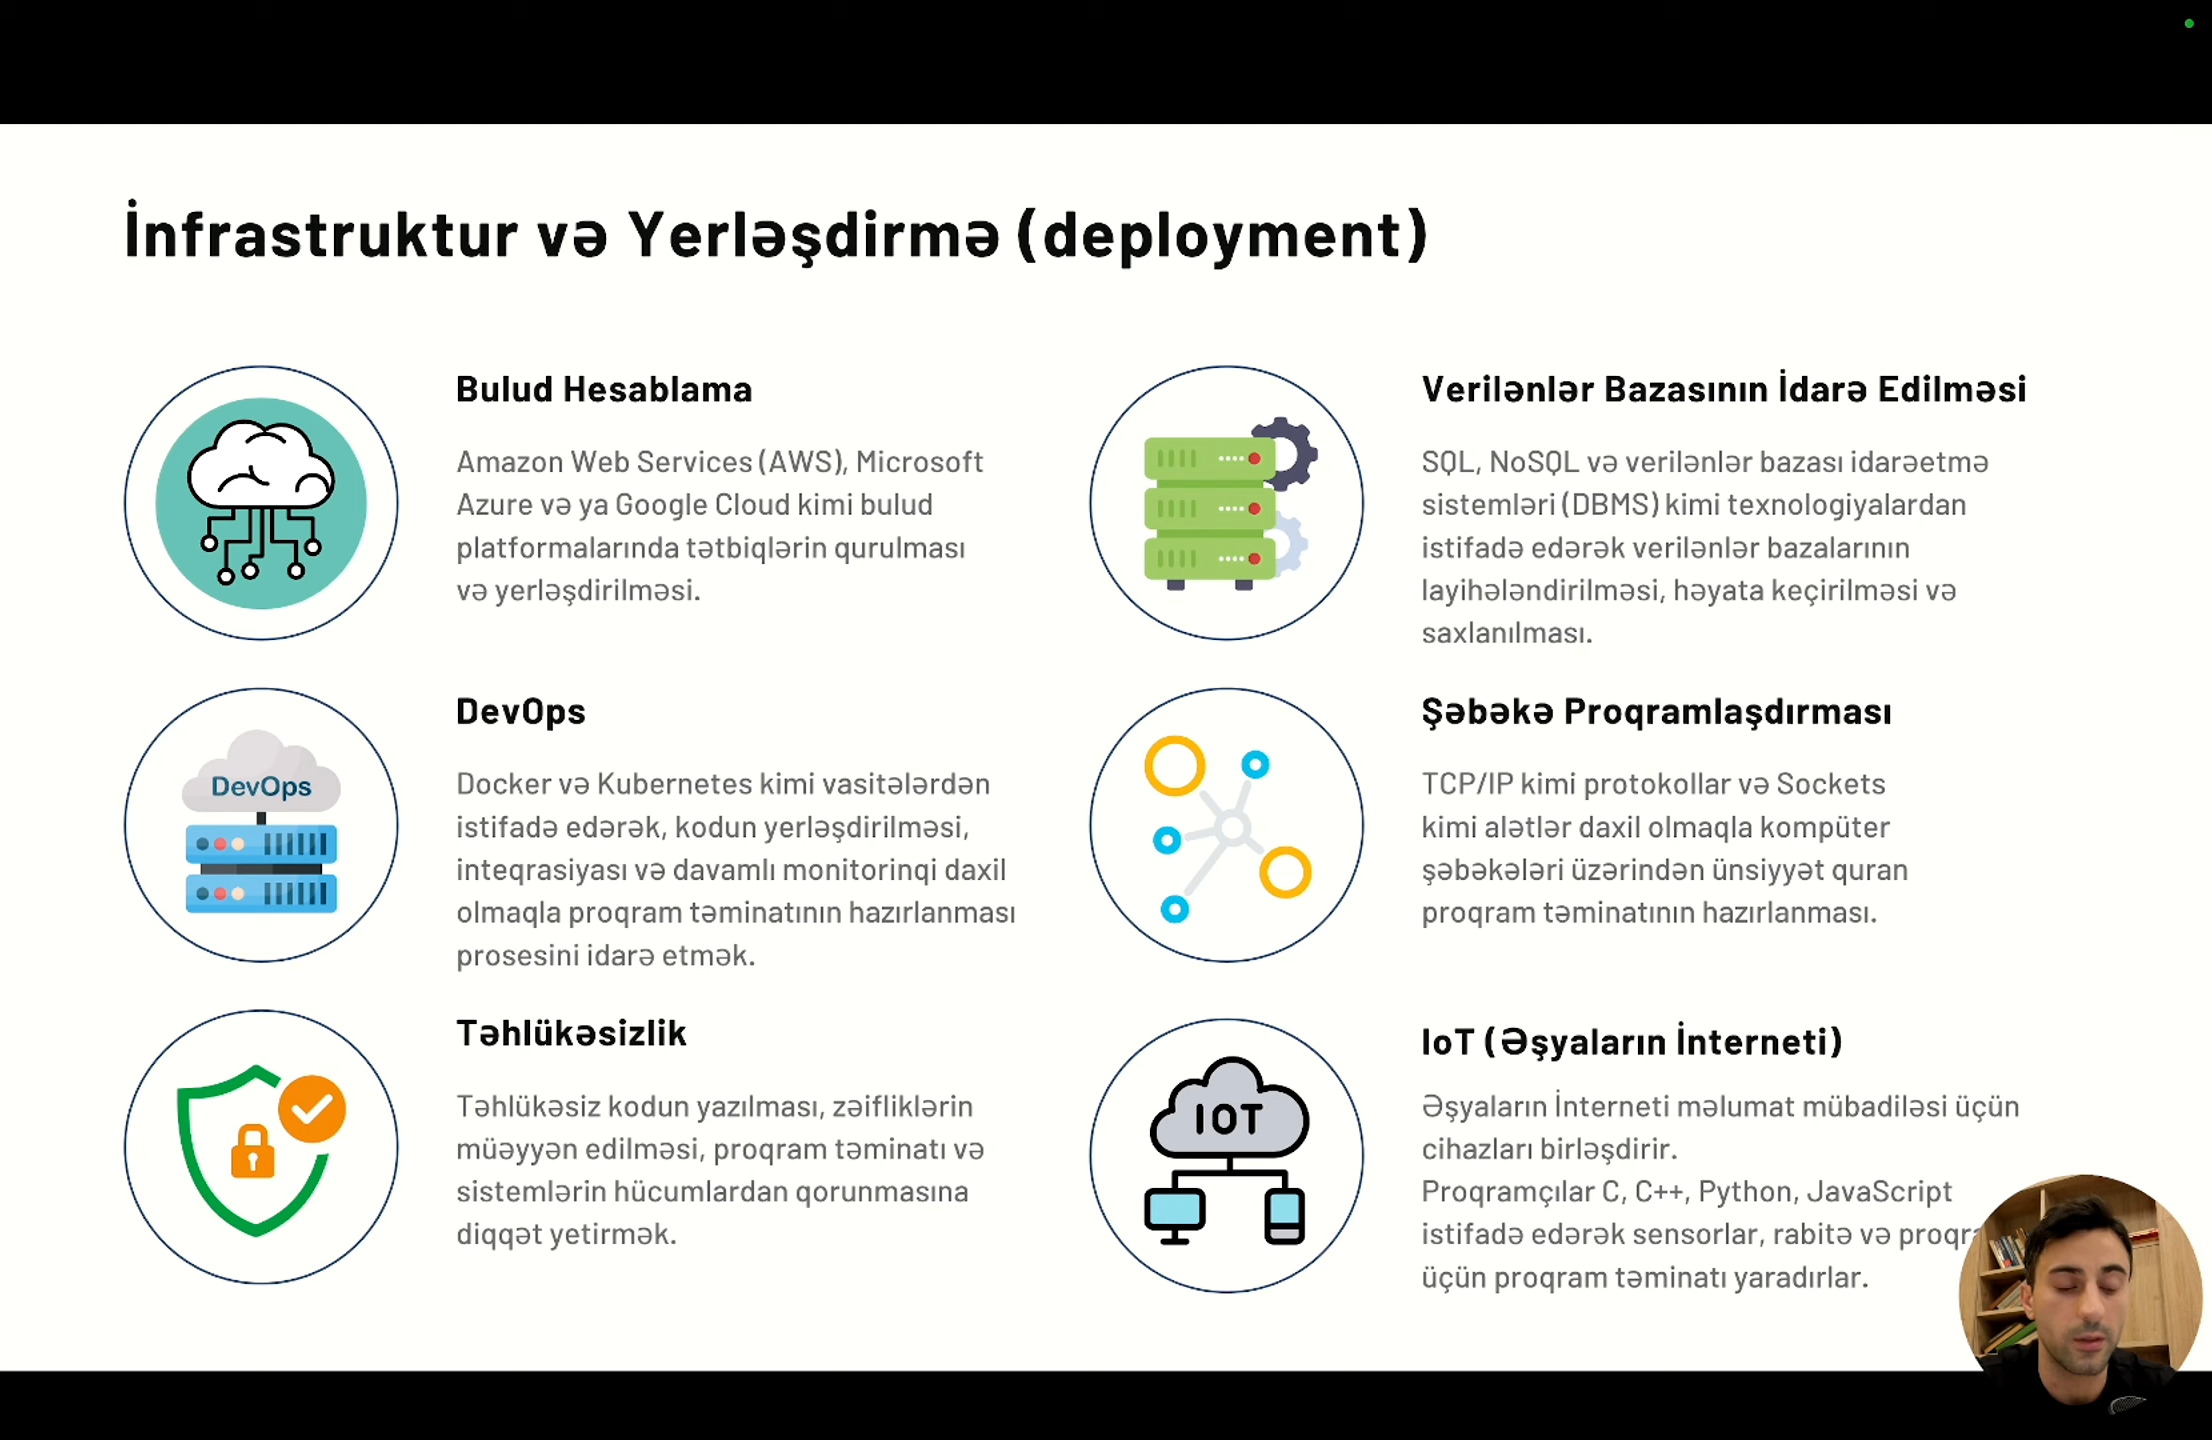 İnfrastruktur və Yerləşdirmə (deployment)
Bulud Hesablama
Amazon Web Services (AWS), Microsoft
Azure və ya Google Cloud kimi bulud
platformalarında tətbiqlərin qurulması
və yerləşdirilməsi.
DevOps
DevOps
Docker və Kubernetes kimi vasitələrdən
istifadə edərək, kodun yerləşdirilməsi,
inteqrasiyası və davamlı monitorinqi daxil
olmaqla proqram təminatının hazırlanması
prosesini idarə etmək.
Təhlükəsizlik
Təhlükəsiz kodun yazılması, zəifliklərin
müəyyən edilməsi, proqram təminatı və
sistemlərin hücumlardan qorunmasına
diqqət yetirmək.
Verilənlər Bazasının İdarə Edilməsi
SQL, NoSQL və verilənlər bazası idarəetmə
sistemləri (DBMS) kimi texnologiyalardan
istifadə edərək verilənlər bazalarının
layihələndirilməsi, həyata keçirilməsi və
saxlanılması.
Şəbəkə Proqramlaşdırması
TCP/IP kimi protokollar və Sockets
kimi alətlər daxil olmaqla kompüter
şəbəkələri üzərindən ünsiyyət quran
proqram təminatının hazırlanması.
IOT
IoT (Əşyaların İnterneti)
Əşyaların İnterneti məlumat mübadiləsi üçün
cihazları birləşdirir.
Proqramçılar C, C++, Python, JavaScript
istifadə edərək sensorlar, rabitə və
üçün proqram təminatı yaradırlar.